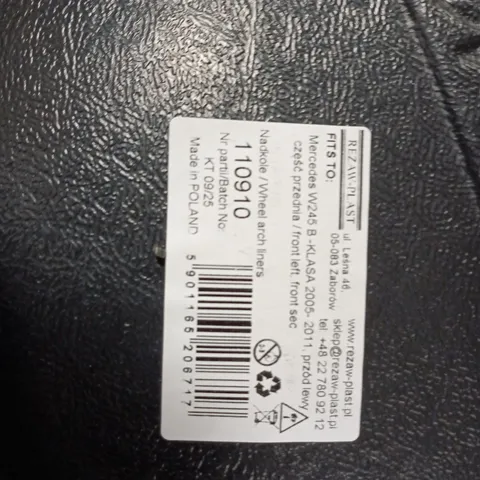 REZAW-PLAST
ul. Leśna 46,
05-083 Zaborów
www.rezaw-plast.pl
sklep@rezaw-plast.pl
tel: +48 22 780 92 12
FITS TO:
Mercedes W245 B -KLASA 2005- 2011, przód lewy
część przednia / front left, front sec
Nadkole / Wheel arch liners
110910
Nr partii/Batch No:
KT 09/25
Made in POLAND
5 901165 206717